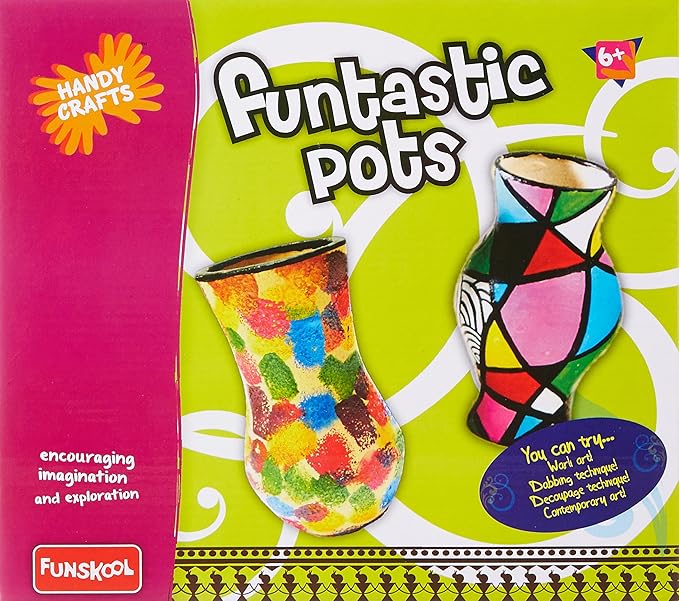 HANDY
CRAFTS
funtastic
pots
6+
encouraging
imagination
and exploration
FUNSKOOL
You can try...
Warli art!
Dabbing technique!
Decoupage technique!
Contemporary art!